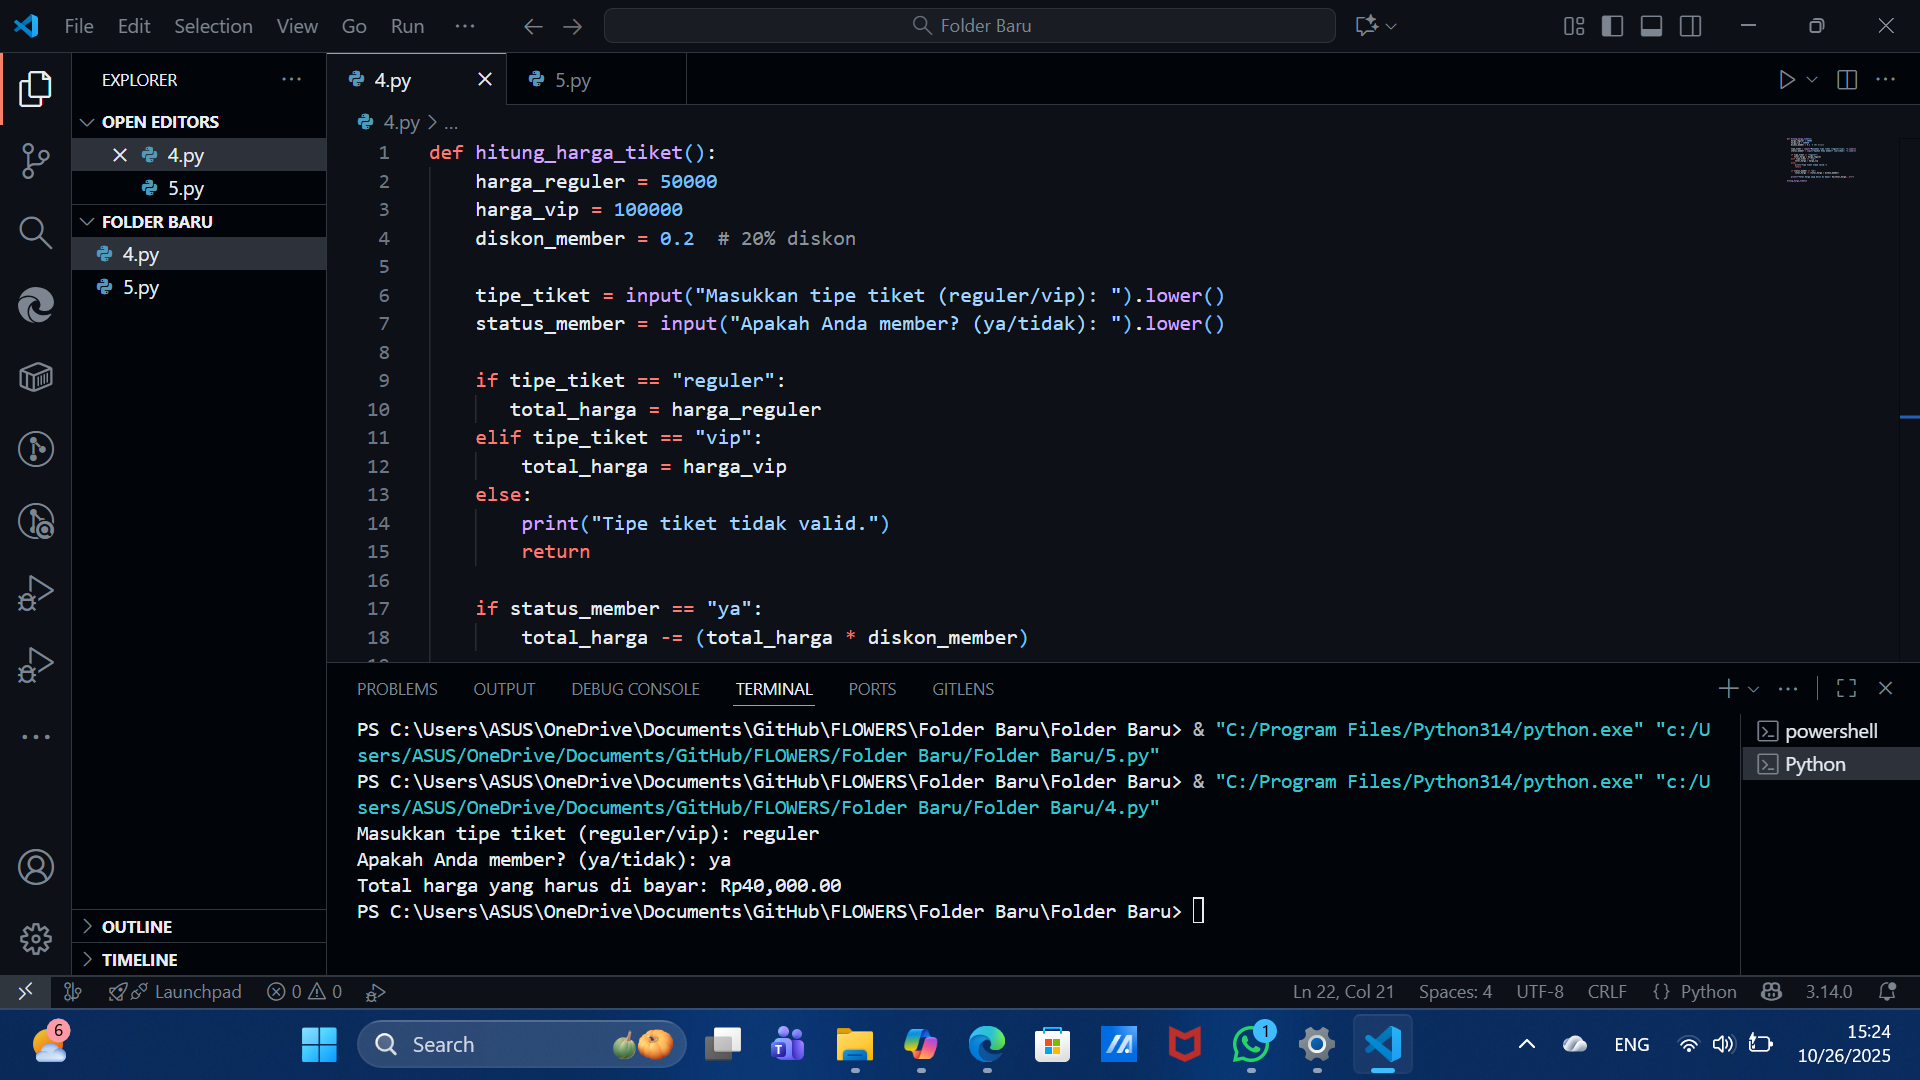 File Edit Selection View Go Run
Folder Baru
EXPLORER
OPEN EDITORS
4.py
5.py
FOLDER BARU
4.py
5.py
OUTLINE
TIMELINE
4.py
5.py
4.py > ...
1 def hitung_harga_tiket():
2 harga_reguler = 50000
3 harga_vip = 100000
4 diskon_member = 0.2  # 20% diskon
5
6 tipe_tiket = input("Masukkan tipe tiket (reguler/vip): ").lower()
7 status_member = input("Apakah Anda member? (ya/tidak): ").lower()
8
9 if tipe_tiket == "reguler":
10 total_harga = harga_reguler
11 elif tipe_tiket == "vip":
12 total_harga = harga_vip
13 else:
14 print("Tipe tiket tidak valid.")
15 return
16
17 if status_member == "ya":
18 total_harga -= (total_harga * diskon_member)
PROBLEMS OUTPUT DEBUG CONSOLE TERMINAL PORTS GITLENS
PS C:\Users\ASUS\OneDrive\Documents\GitHub\FLOWERS\Folder Baru\Folder Baru> & "C:/Program Files/Python314/python.exe" "c:/U
sers/ASUS/OneDrive/Documents/GitHub/FLOWERS/Folder Baru/Folder Baru/5.py"
PS C:\Users\ASUS\OneDrive\Documents\GitHub\FLOWERS\Folder Baru\Folder Baru> & "C:/Program Files/Python314/python.exe" "c:/U
sers/ASUS/OneDrive/Documents/GitHub/FLOWERS/Folder Baru/Folder Baru/4.py"
Masukkan tipe tiket (reguler/vip): reguler
Apakah Anda member? (ya/tidak): ya
Total harga yang harus di bayar: Rp40,000.00
PS C:\Users\ASUS\OneDrive\Documents\GitHub\FLOWERS\Folder Baru\Folder Baru>
powershell
Python
Launchpad 0 0 Ln 22, Col 21 Spaces: 4 UTF-8 CRLF {} Python 3.14.0
6
Search
1
ENG
15:24
10/26/2025